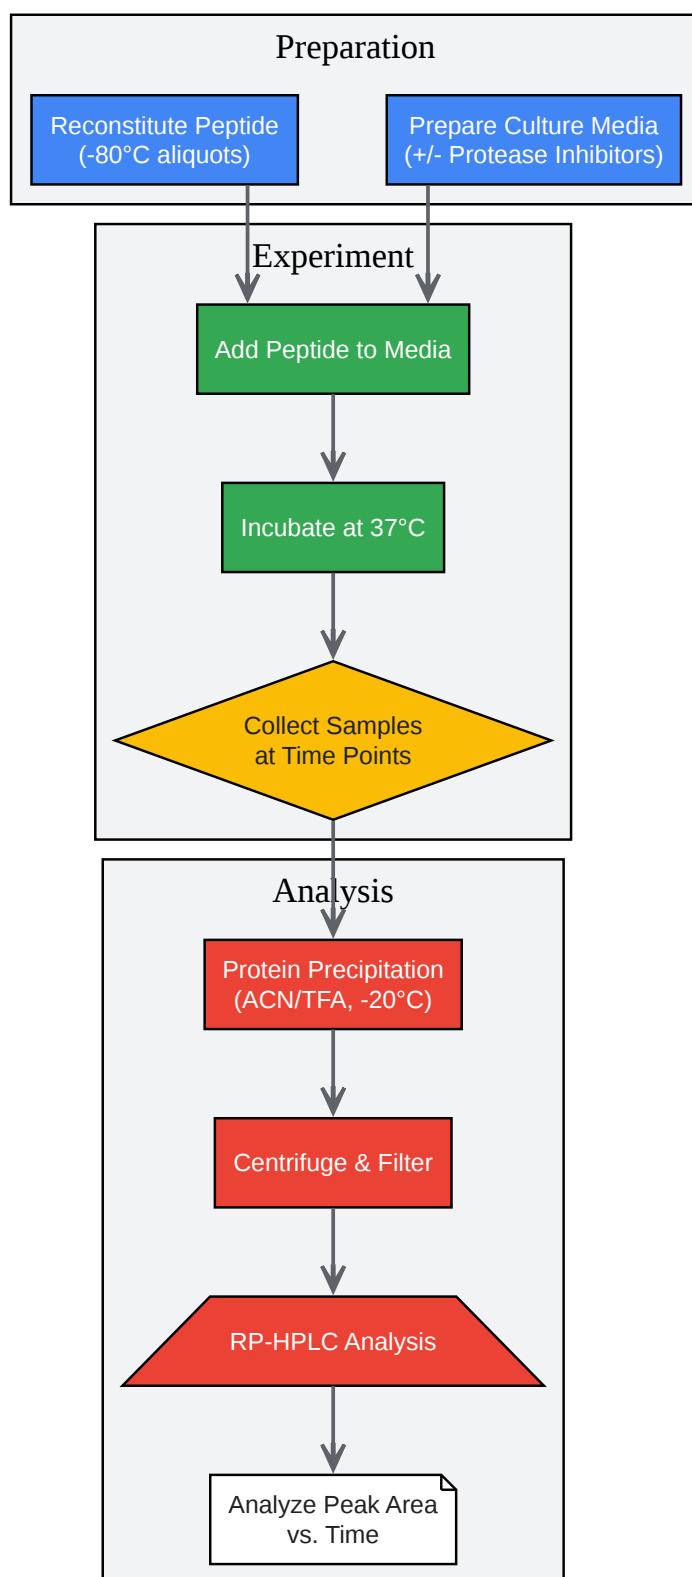 Preparation
Reconstitute Peptide
(-80°C aliquots)
Prepare Culture Media
(+/- Protease Inhibitors)
Experiment
Add Peptide to Media
Incubate at 37°C
Collect Samples
at Time Points
Analysis
Protein Precipitation
(ACN/TFA, -20°C)
Centrifuge & Filter
RP-HPLC Analysis
Analyze Peak Area
vs. Time